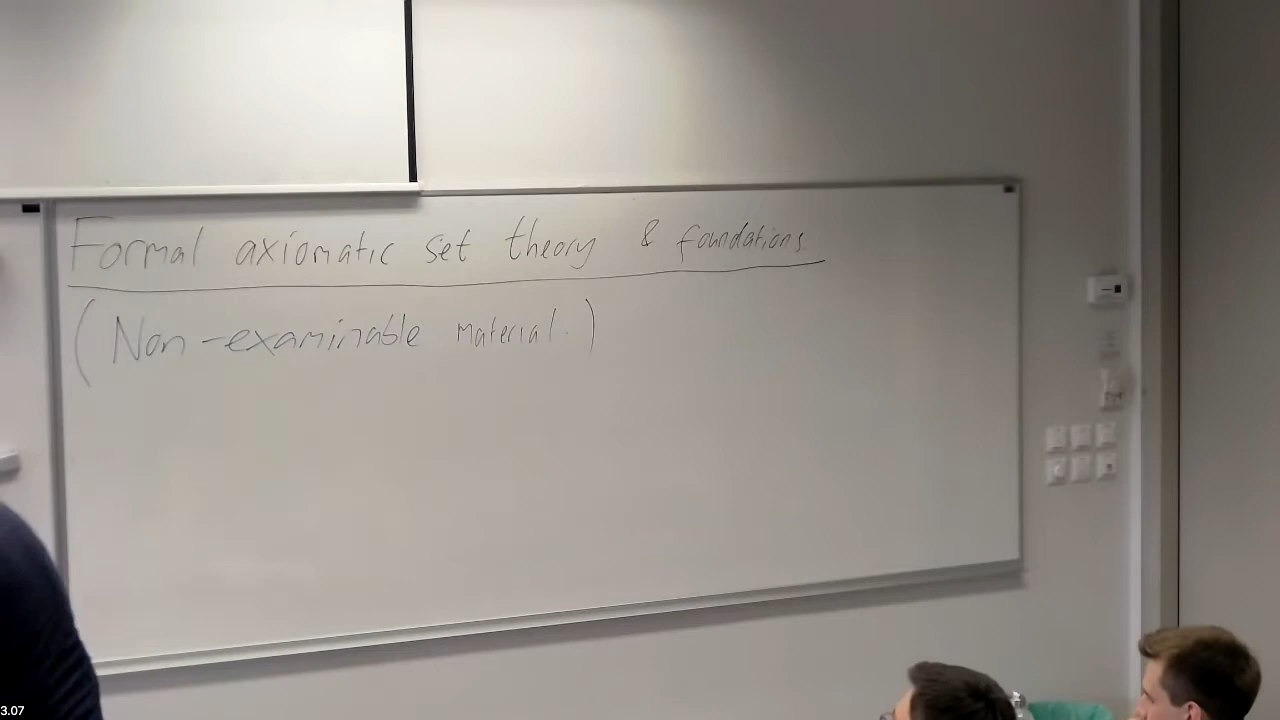 Formal axiomatic set theory & foundations
(Non-examinable material.)
3.07